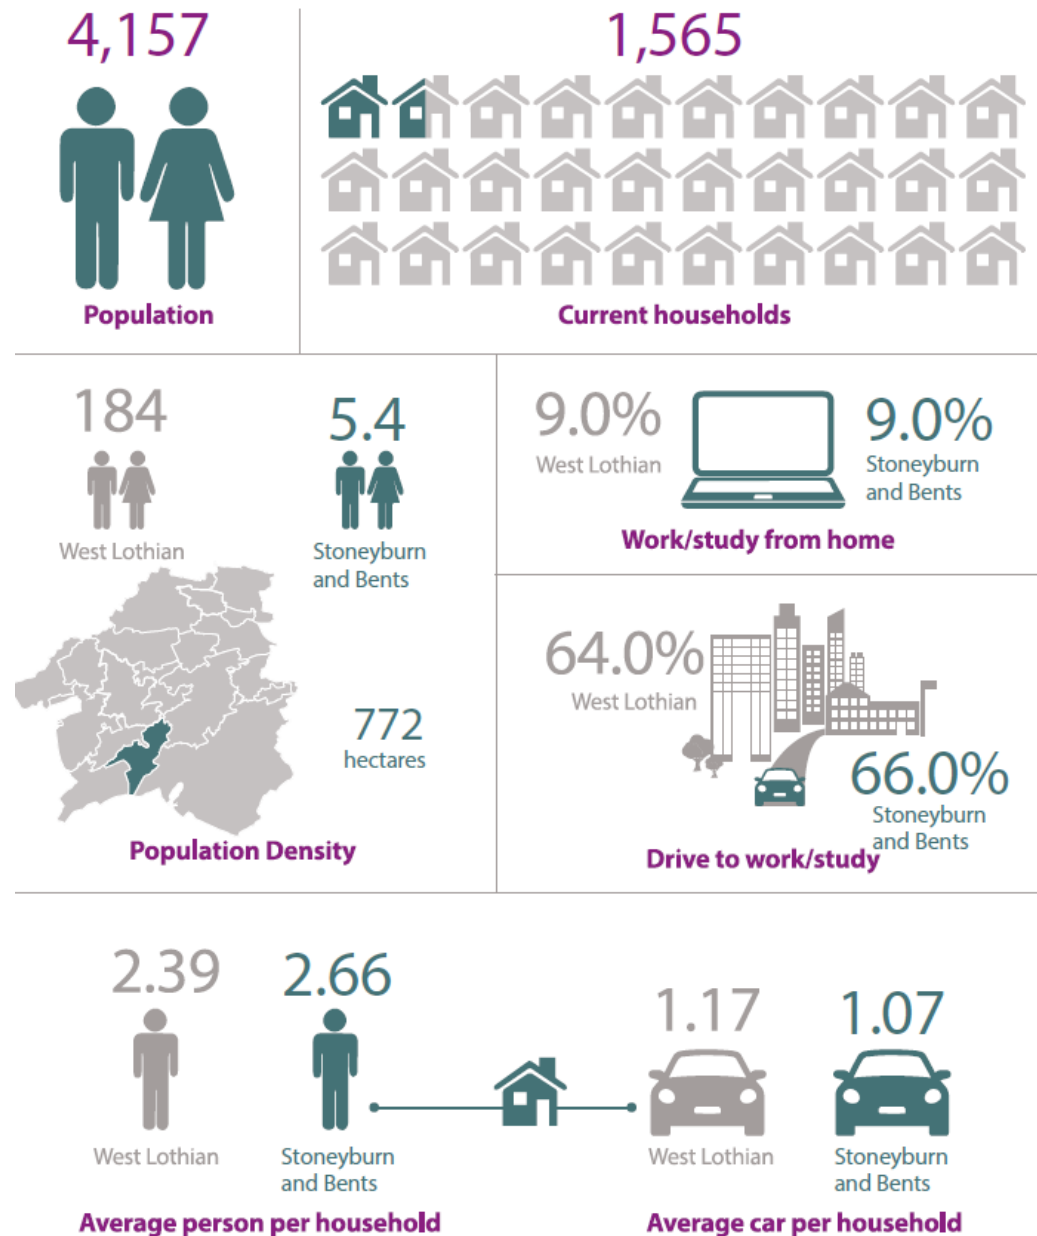 4,157
Population
1,565
Current households
184
West Lothian
5.4
Stoneyburn
and Bents
772
hectares
Population Density
9.0%
West Lothian
9.0%
Stoneyburn
and Bents
Work/study from home
64.0%
West Lothian
66.0%
Stoneyburn
and Bents
Drive to work/study
2.39
West Lothian
2.66
Stoneyburn
and Bents
Average person per household
1.17
West Lothian
1.07
Stoneyburn
and Bents
Average car per household